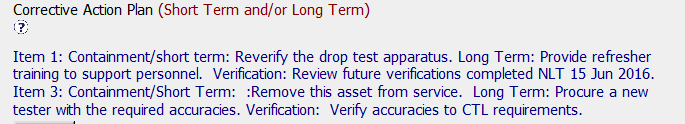 Corrective Action Plan (Short Term and/or Long Term)
?
Item 1: Containment/short term: Reverify the drop test apparatus. Long Term: Provide refresher
training to support personnel.  Verification: Review future verifications completed NLT 15 Jun 2016.
Item 3: Containment/Short Term:  :Remove this asset from service.  Long Term: Procure a new
tester with the required accuracies. Verification:  Verify accuracies to CTL requirements.